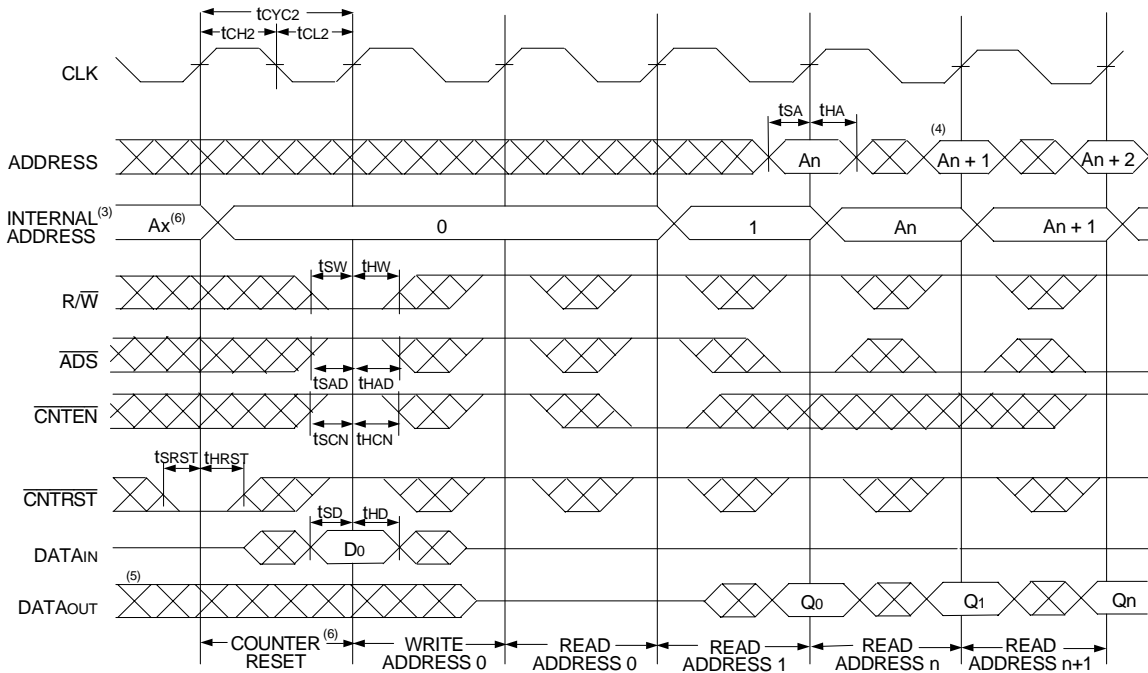 tCYC2
tCH2 tCL2
CLK
tSA tHA
(4)
ADDRESS An An + 1 An + 2
INTERNAL(3)
ADDRESS Ax(6) 0 1 An An + 1
tSW tHW
R/W̅
A̅D̅S̅
tSAD tHAD
C̅N̅T̅E̅N̅
tSCN tHCN
tSRST tHRST
C̅N̅T̅R̅S̅T̅
tSD tHD
DATAIN D0
(5)
DATAOUT Q0 Q1 Qn
COUNTER(6) WRITE READ READ READ READ
RESET ADDRESS 0 ADDRESS 0 ADDRESS 1 ADDRESS n ADDRESS n+1